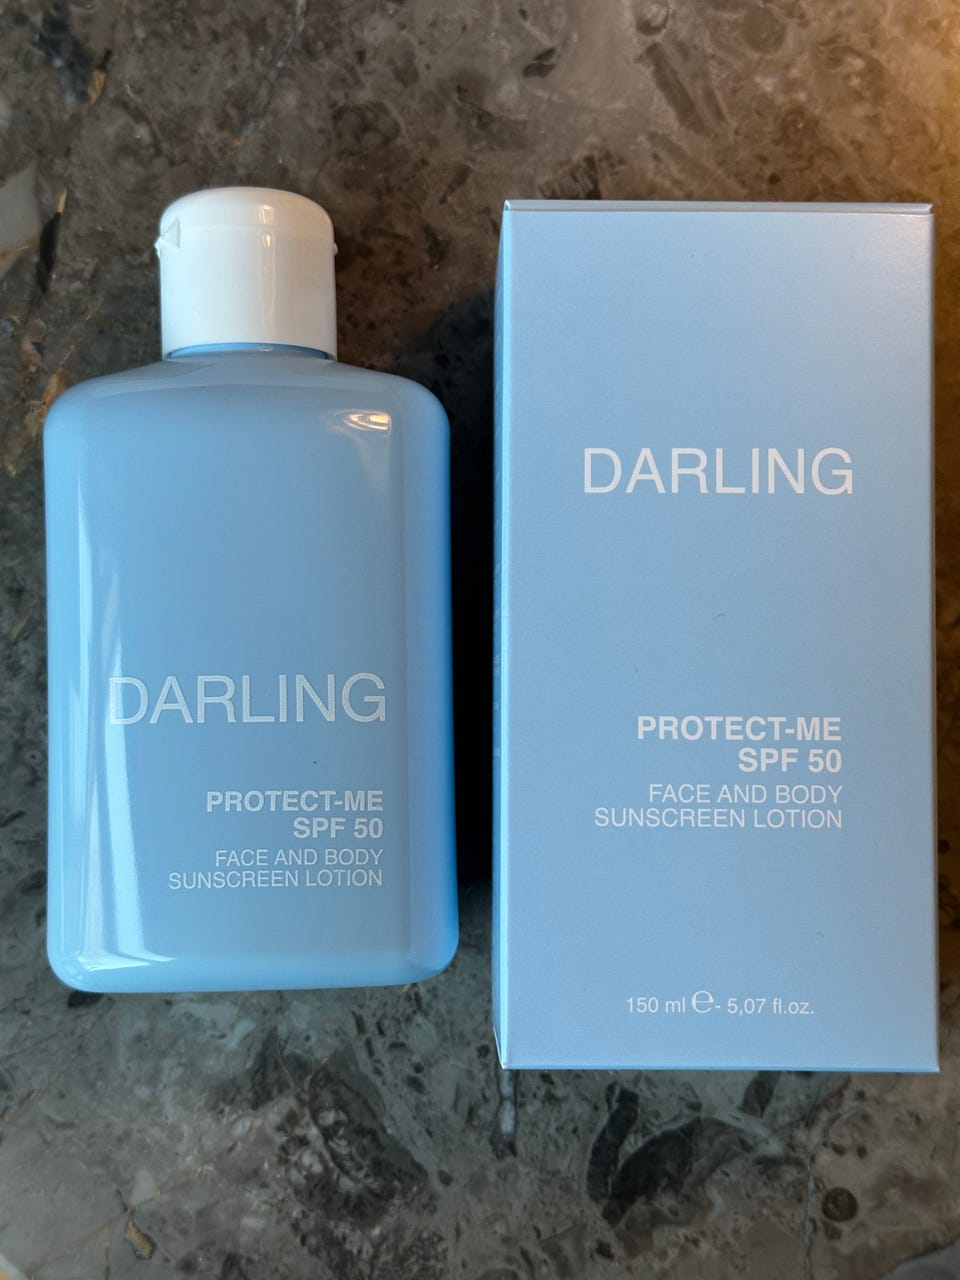 DARLING
PROTECT-ME
SPF 50
FACE AND BODY
SUNSCREEN LOTION
DARLING
PROTECT-ME
SPF 50
FACE AND BODY
SUNSCREEN LOTION
150 ml ℮- 5,07 fl.oz.